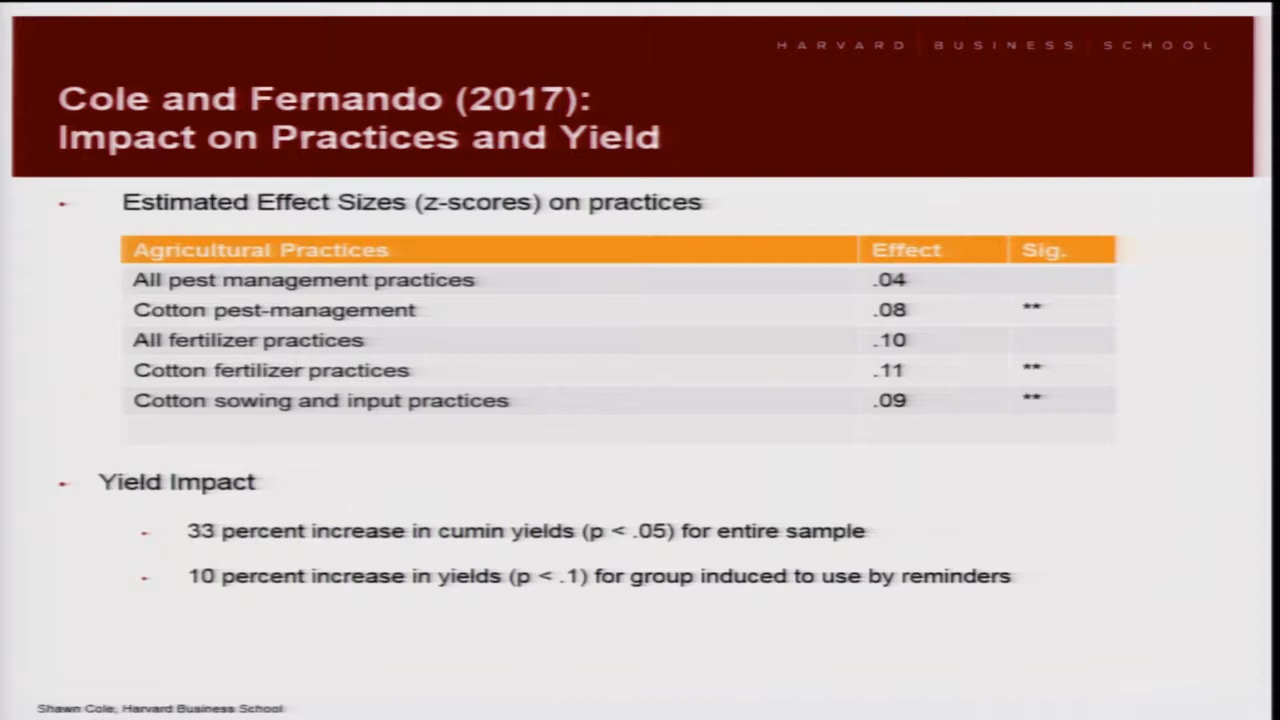 HARVARD BUSINESS SCHOOL
Cole and Fernando (2017):
Impact on Practices and Yield
- Estimated Effect Sizes (z-scores) on practices
Agricultural Practices Effect Sig.
All pest management practices .04
Cotton pest-management .08 **
All fertilizer practices .10
Cotton fertilizer practices .11 **
Cotton sowing and input practices .09 **
- Yield Impact
- 33 percent increase in cumin yields (p < .05) for entire sample
- 10 percent increase in yields (p < .1) for group induced to use by reminders
Shawn Cole, Harvard Business School